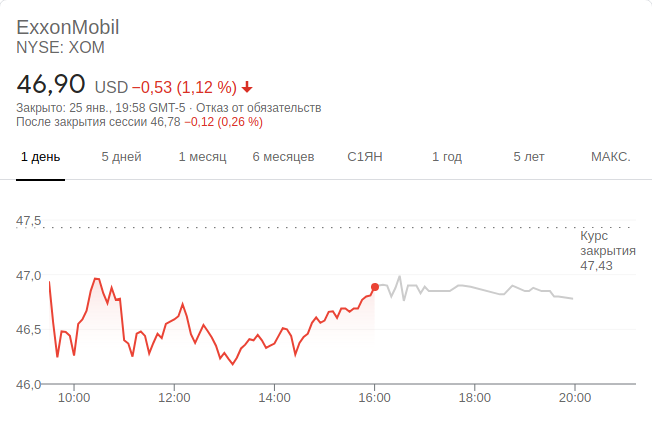 ExxonMobil
NYSE: XOM
46,90 USD −0,53 (1,12 %)
Закрыто: 25 янв., 19:58 GMT-5 · Отказ от обязательств
После закрытия сессии 46,78 −0,12 (0,26 %)
1 день 5 дней 1 месяц 6 месяцев С1ЯН 1 год 5 лет МАКС.
47,5
Курс
закрытия
47,43
47,0
46,5
46,0
10:00 12:00 14:00 16:00 18:00 20:00